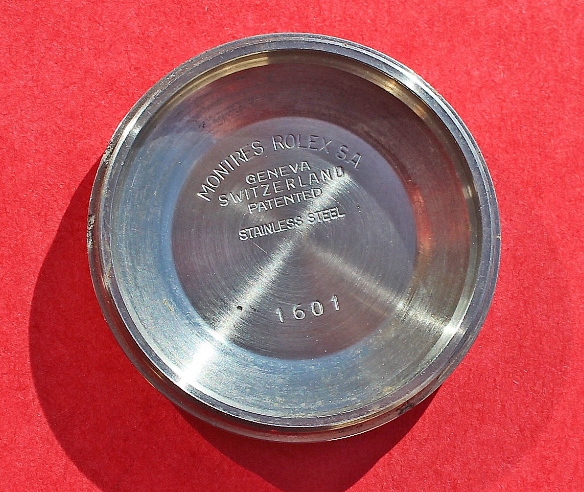 MONTRES ROLEX S.A
GENEVA
SWITZERLAND
PATENTED
STAINLESS STEEL
1601